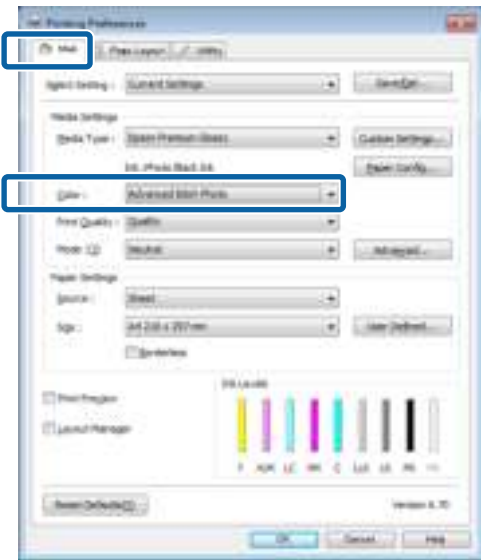 Printing Preferences
Main Page Layout Utility
Select Setting : Current Settings Save/Del...
Media Settings
Media Type : Epson Premium Glossy Custom Settings...
Ink : Photo Black Ink Paper Config...
Color : Advanced B&W Photo
Print Quality : Quality
Mode Neutral Advanced...
Paper Settings
Source : Sheet
Size : A4 210 x 297 mm User Defined...
Borderless
Ink Levels
Print Preview
Layout Manager
Y VLM LC VM C LLK LK PK
Reset Defaults Version 6.70
OK Cancel Help